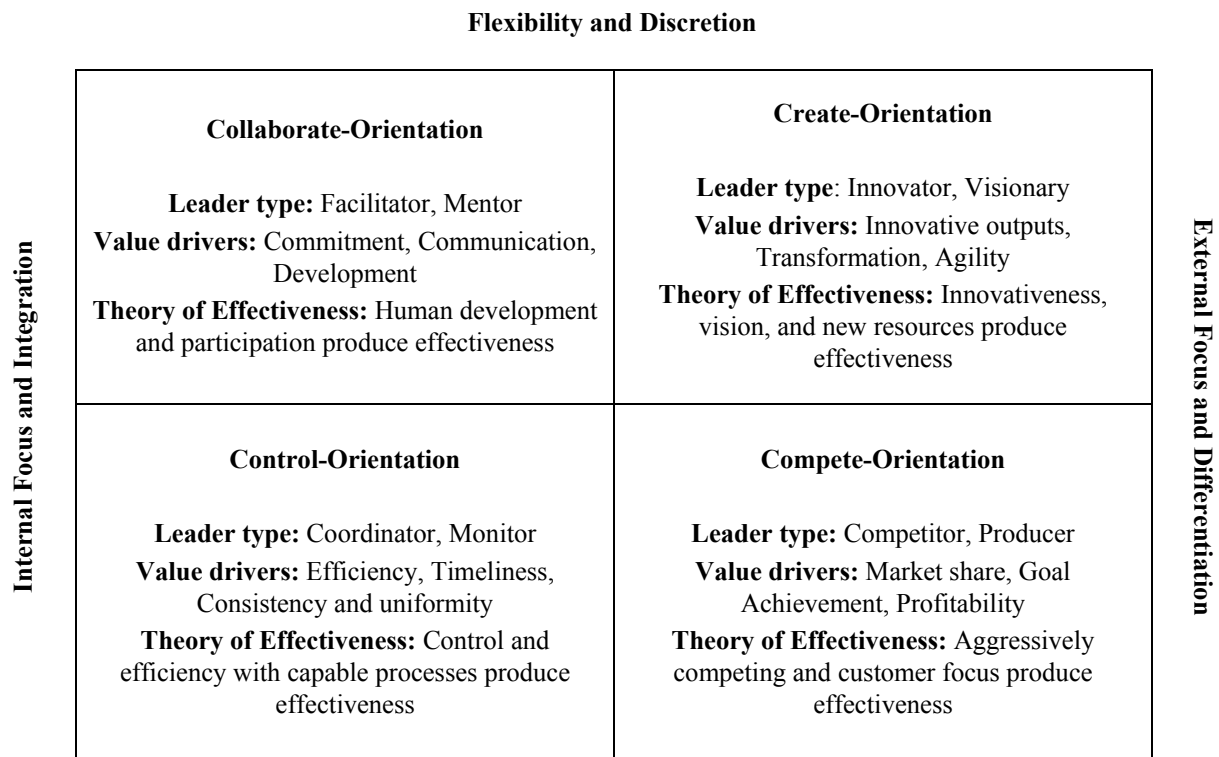 Flexibility and Discretion
Internal Focus and Integration
Collaborate-Orientation
Leader type: Facilitator, Mentor
Value drivers: Commitment, Communication,
Development
Theory of Effectiveness: Human development
and participation produce effectiveness
Create-Orientation
Leader type: Innovator, Visionary
Value drivers: Innovative outputs,
Transformation, Agility
Theory of Effectiveness: Innovativeness,
vision, and new resources produce
effectiveness
Control-Orientation
Leader type: Coordinator, Monitor
Value drivers: Efficiency, Timeliness,
Consistency and uniformity
Theory of Effectiveness: Control and
efficiency with capable processes produce
effectiveness
Compete-Orientation
Leader type: Competitor, Producer
Value drivers: Market share, Goal
Achievement, Profitability
Theory of Effectiveness: Aggressively
competing and customer focus produce
effectiveness
External Focus and Differentiation